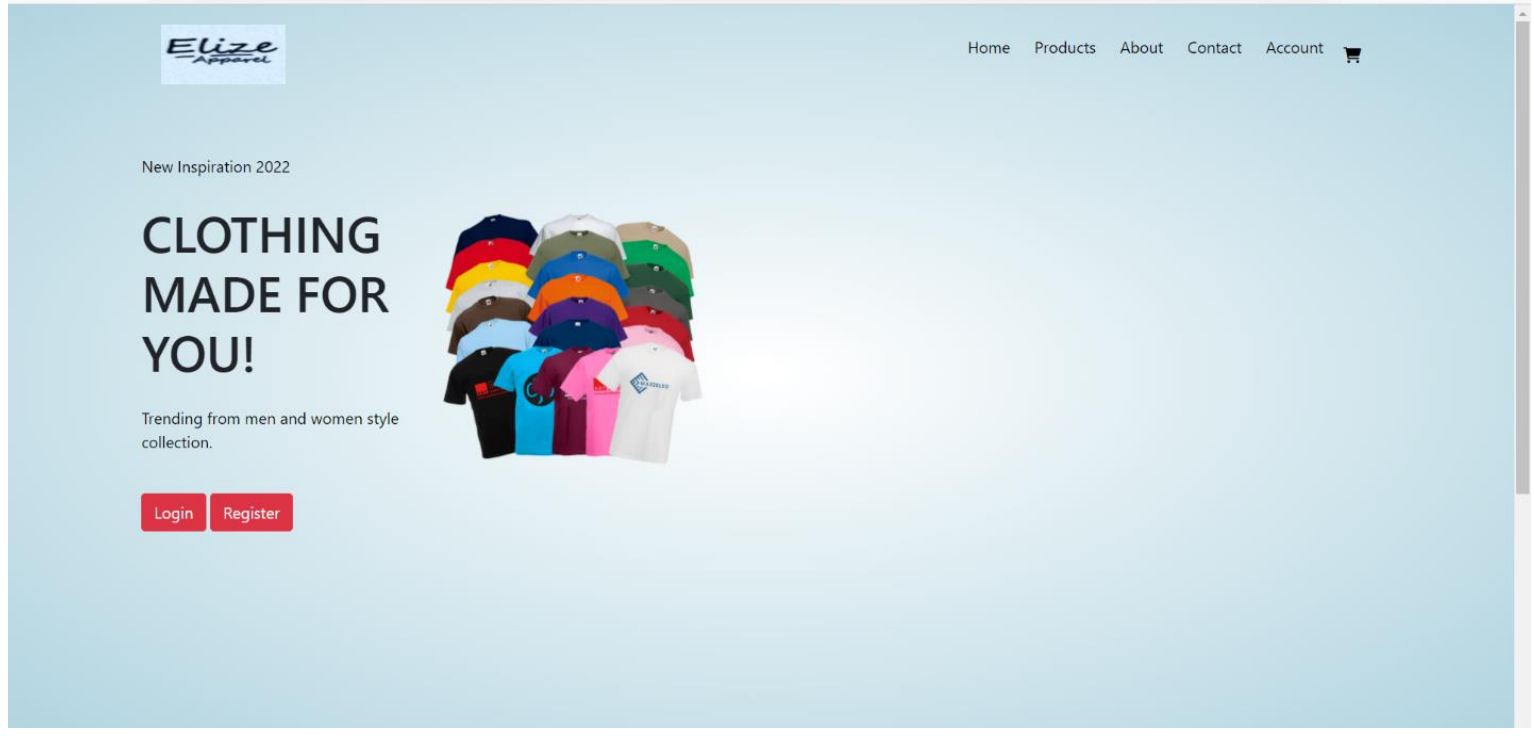 Elize
Apparel
Home Products About Contact Account
New Inspiration 2022
CLOTHING
MADE FOR
YOU!
Trending from men and women style
collection.
Login Register